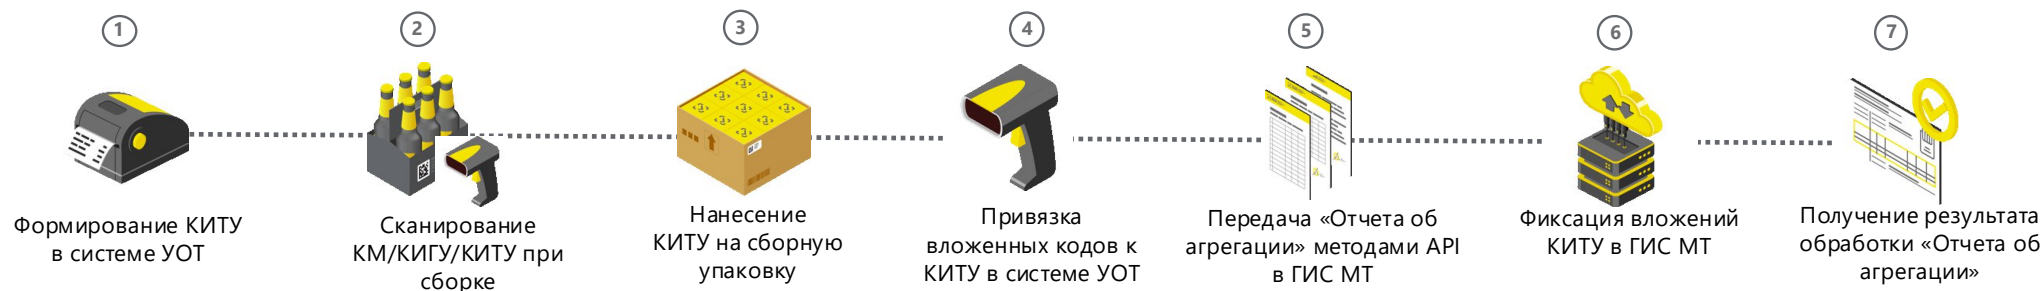 1
2
3
4
5
6
7
Формирование КИТУ
в системе УОТ
Сканирование
КМ/КИГУ/КИТУ при
сборке
Нанесение
КИТУ на сборную
упаковку
Привязка
вложенных кодов к
КИТУ в системе УОТ
Передача «Отчета об
агрегации» методами API
в ГИС МТ
Фиксация вложений
КИТУ в ГИС МТ
Получение результата
обработки «Отчета об
агрегации»